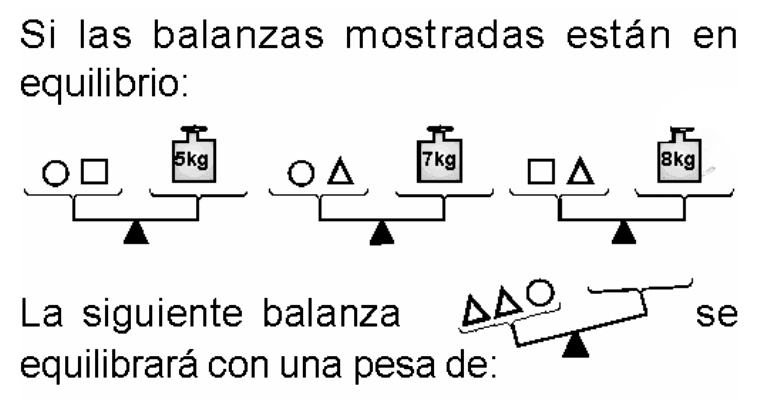 Si las balanzas mostradas están en
equilibrio:
5kg 7kg 8kg
La siguiente balanza se
equilibrará con una pesa de: